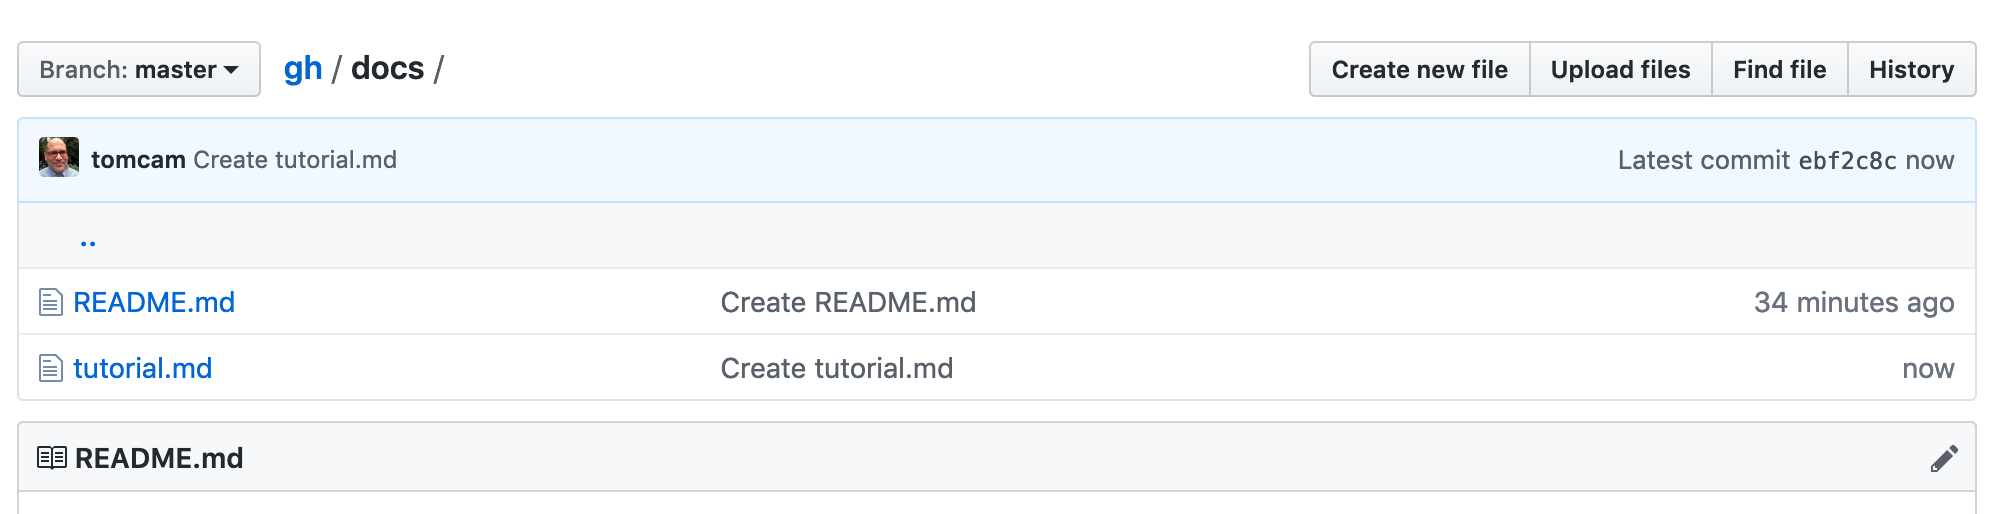 Branch: master gh / docs / Create new file Upload files Find file History
tomcam Create tutorial.md Latest commit ebf2c8c now
..
README.md Create README.md 34 minutes ago
tutorial.md Create tutorial.md now
README.md